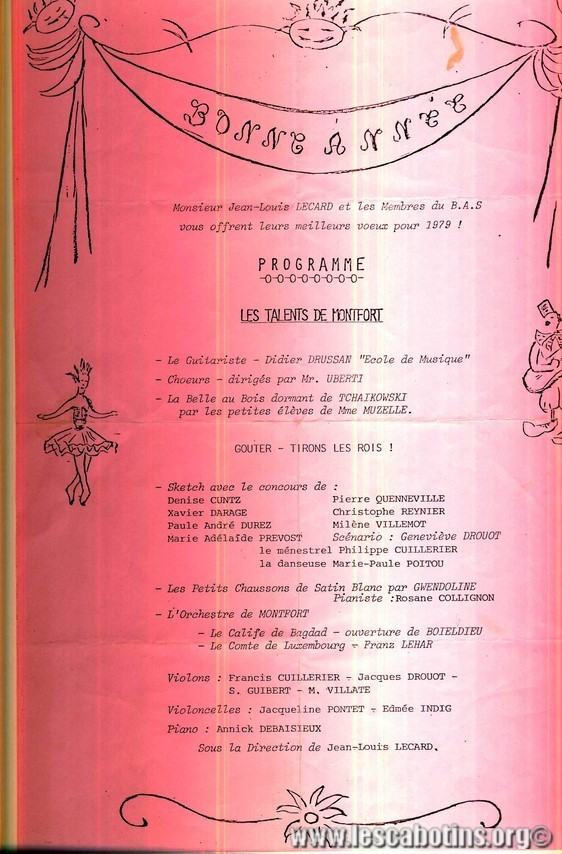 BONNE ANNÉE
Monsieur Jean-Louis LECARD et les Membres du B.A.S
vous offrent leurs meilleurs voeux pour 1979 !
PROGRAMME
-O-O-O-O-O-O-O-O-
LES TALENTS DE MONTFORT
- Le Guitariste - Didier DRUSSAN "Ecole de Musique"
- Choeurs - dirigés par Mr. UBERTI
- La Belle au Bois dormant de TCHAIKOWSKI
par les petites élèves de Mme MUZELLE.
GOUTER - TIRONS LES ROIS !
- Sketch avec le concours de :
Denise CUNTZ Pierre QUENNEVILLE
Xavier DARAGE Christophe REYNIER
Paule André DUREZ Milène VILLEMOT
Marie Adélaïde PREVOST Scénario : Geneviève DROUOT
le ménestrel Philippe CUILLERIER
la danseuse Marie-Paule POITOU
- Les Petits Chaussons de Satin Blanc par GWENDOLINE
Pianiste :Rosane COLLIGNON
- L'Orchestre de MONTFORT
- Le Calife de Bagdad - ouverture de BOIELDIEU
- Le Comte de Luxembourg - Franz LEHAR
Violons : Francis CUILLERIER - Jacques DROUOT -
S. GUIBERT - M. VILLATE
Violoncelles : Jacqueline PONTET - Edmée INDIG
Piano : Annick DEBAISIEUX
Sous la Direction de Jean-Louis LECARD.
www.lescabotins.org©